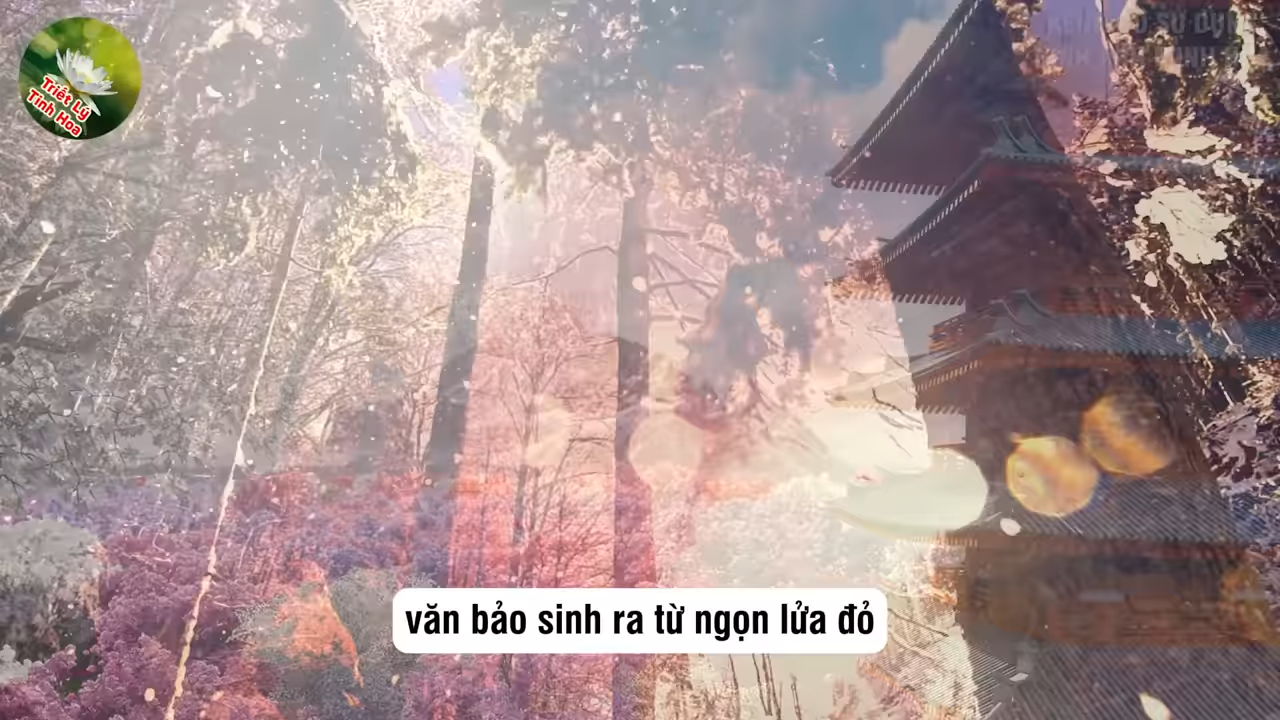 Triết Lý
Tinh Hoa
văn bảo sinh ra từ ngọn lửa đỏ